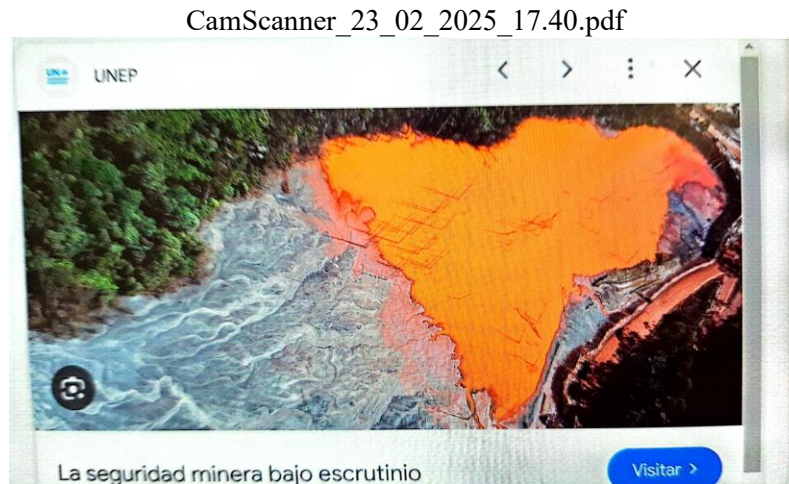 CamScanner_23_02_2025_17.40.pdf
UNEP
La seguridad minera bajo escrutinio
Visitar >